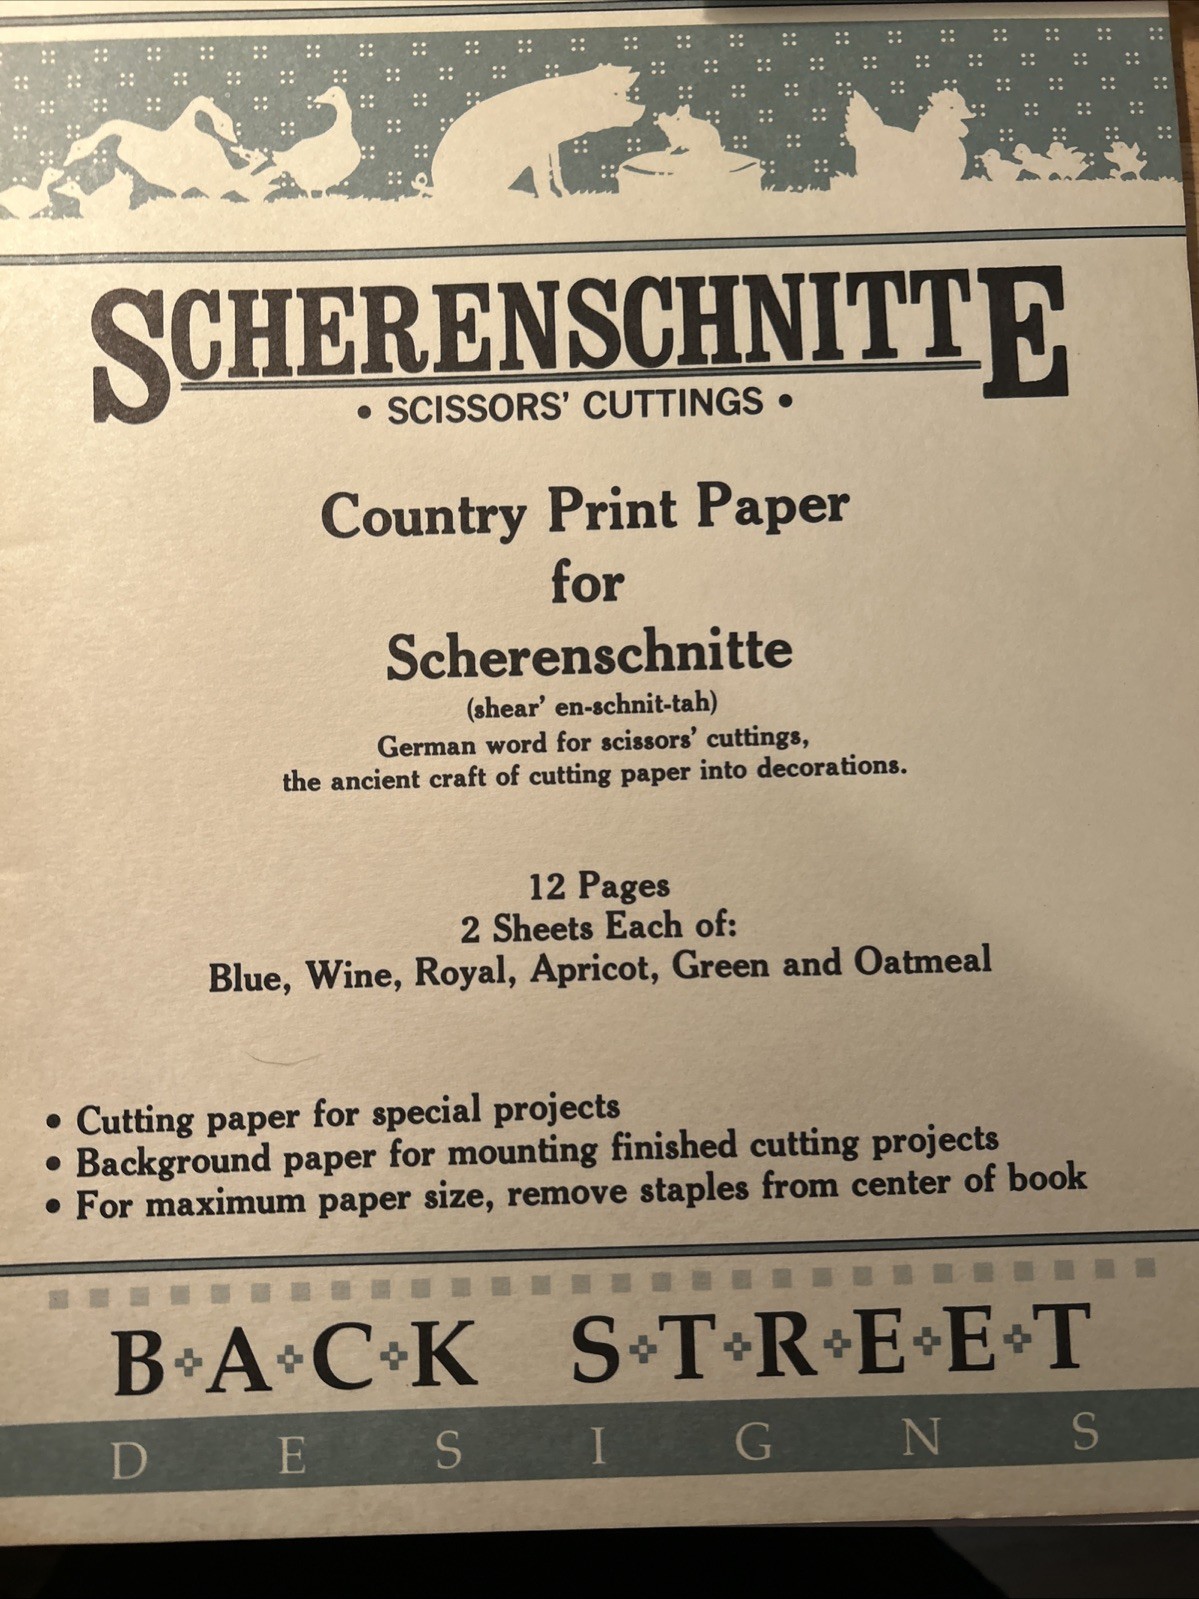 SCHERENSCHNITTE
• SCISSORS’ CUTTINGS •
Country Print Paper
for
Scherenschnitte
(shear’ en-schnit-tah)
German word for scissors’ cuttings,
the ancient craft of cutting paper into decorations.
12 Pages
2 Sheets Each of:
Blue, Wine, Royal, Apricot, Green and Oatmeal
• Cutting paper for special projects
• Background paper for mounting finished cutting projects
• For maximum paper size, remove staples from center of book
BACK STREET
DESIGNS